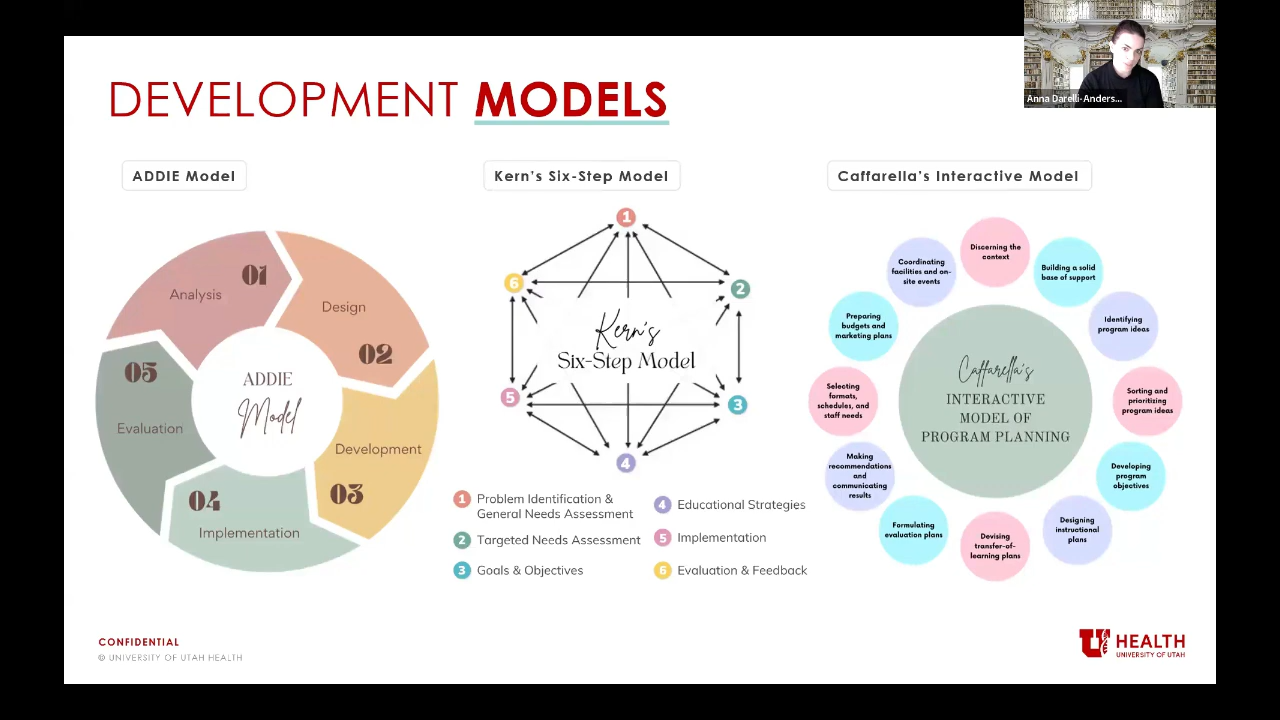 DEVELOPMENT MODELS
Anna Darelli-Anders...
ADDIE Model
01
Analysis
Design
02
Development
03
04
Implementation
05
Evaluation
ADDIE
Model
Kern's Six-Step Model
1
2
3
4
5
6
Kern's
Six-Step Model
1 Problem Identification &
General Needs Assessment
2 Targeted Needs Assessment
3 Goals & Objectives
4 Educational Strategies
5 Implementation
6 Evaluation & Feedback
Caffarella's Interactive Model
Discerning the
context
Building a solid
base of support
Identifying
program ideas
Sorting and
prioritizing
program ideas
Developing
program
objectives
Designing
instructional
plans
Devising
transfer-of-
learning plans
Formulating
evaluation plans
Making
recommendations
and
communicating
results
Selecting
formats,
schedules, and
staff needs
Preparing
budgets and
marketing plans
Coordinating
facilities and on-
site events
Caffarella's
INTERACTIVE
MODEL OF
PROGRAM PLANNING
CONFIDENTIAL
© UNIVERSITY OF UTAH HEALTH
U HEALTH
UNIVERSITY OF UTAH